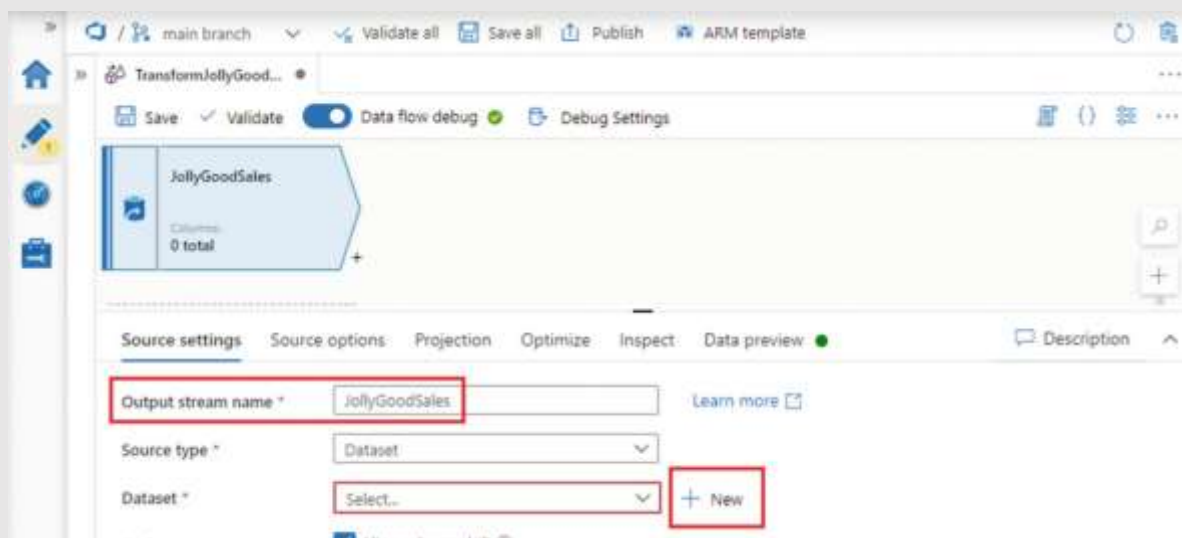 / main branch Validate all Save all Publish ARM template
TransformJollyGood...
Save Validate Data flow debug Debug Settings
JollyGoodSales
Columns:
0 total
Source settings Source options Projection Optimize Inspect Data preview Description
Output stream name * JollyGoodSales Learn more
Source type * Dataset
Dataset * Select... + New